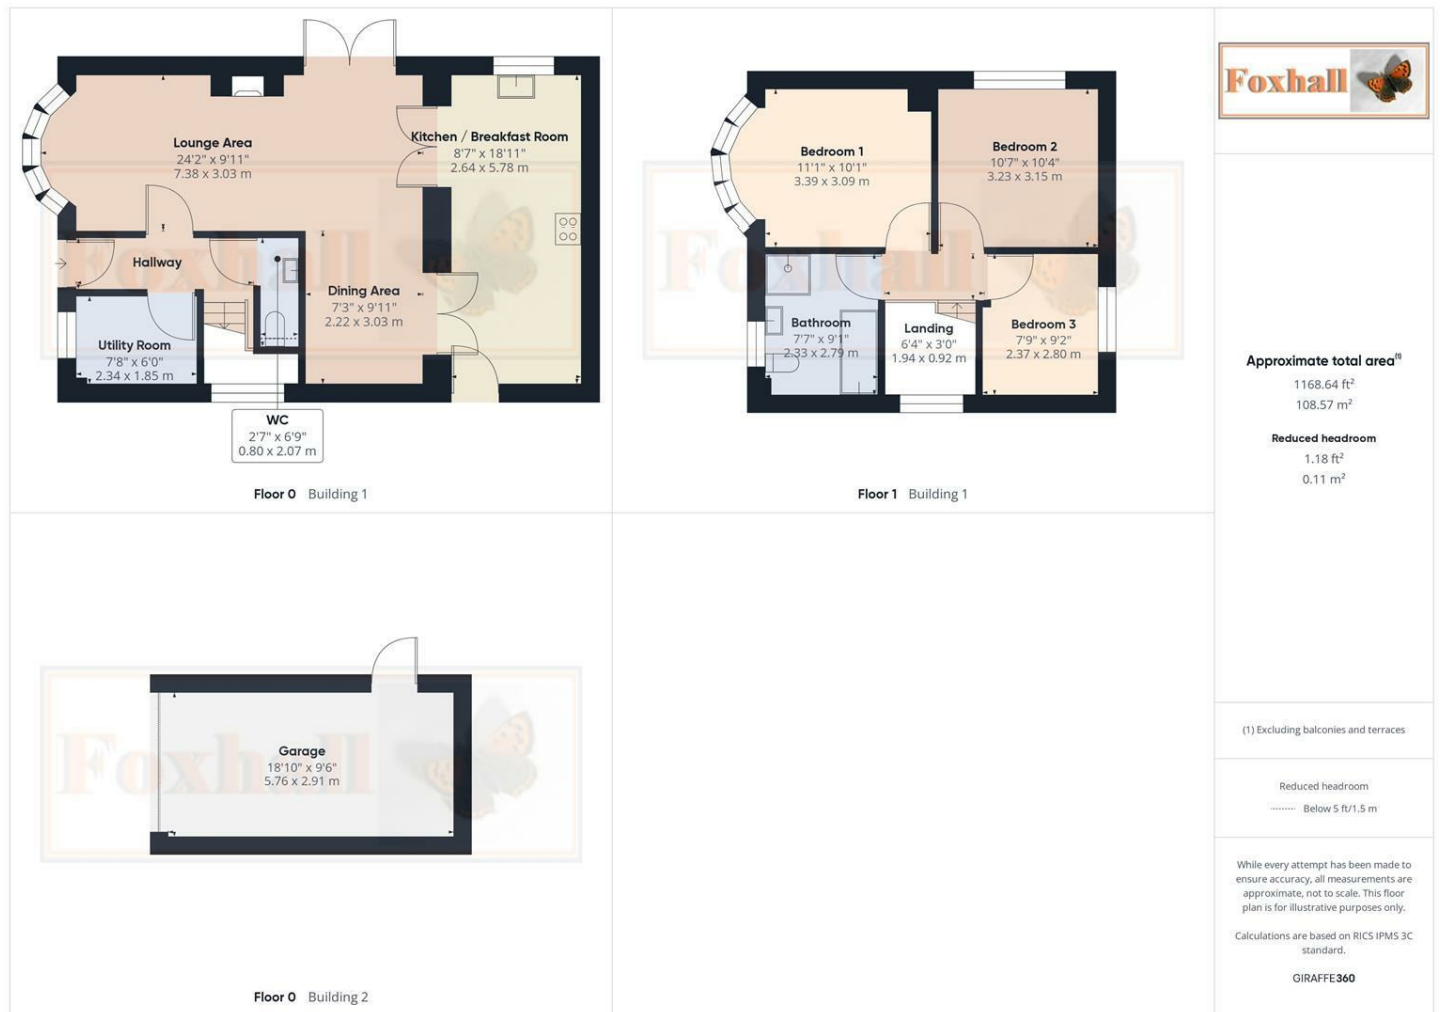 Lounge Area
24'2" x 9'11"
7.38 x 3.03 m
Kitchen / Breakfast Room
8'7" x 18'11"
2.64 x 5.78 m
Hallway
Dining Area
7'3" x 9'11"
2.22 x 3.03 m
Utility Room
7'8" x 6'0"
2.34 x 1.85 m
WC
2'7" x 6'9"
0.80 x 2.07 m
Foxhall
Floor 0 Building 1
Bedroom 1
11'1" x 10'1"
3.39 x 3.09 m
Bedroom 2
10'7" x 10'4"
3.23 x 3.15 m
Bathroom
7'7" x 9'1"
2.33 x 2.79 m
Landing
6'4" x 3'0"
1.94 x 0.92 m
Bedroom 3
7'9" x 9'2"
2.37 x 2.80 m
Foxhall
Floor 1 Building 1
Garage
18'10" x 9'6"
5.76 x 2.91 m
Foxhall
Floor 0 Building 2
Foxhall
Approximate total area(1)
1168.64 ft²
108.57 m²
Reduced headroom
1.18 ft²
0.11 m²
(1) Excluding balconies and terraces
Reduced headroom
Below 5 ft/1.5 m
While every attempt has been made to
ensure accuracy, all measurements are
approximate, not to scale. This floor
plan is for illustrative purposes only.
Calculations are based on RICS IPMS 3C
standard.
GIRAFFE360